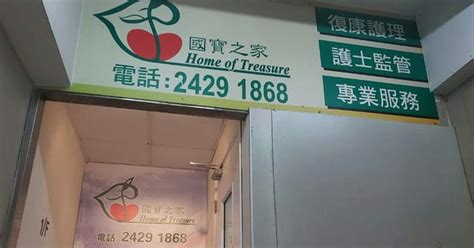 國寶之家
Home of Treasure
電話：2429 1868
復康護理
護士監管
專業服務
國寶之家
Home of Treasure
電話：2429 1868
1/F